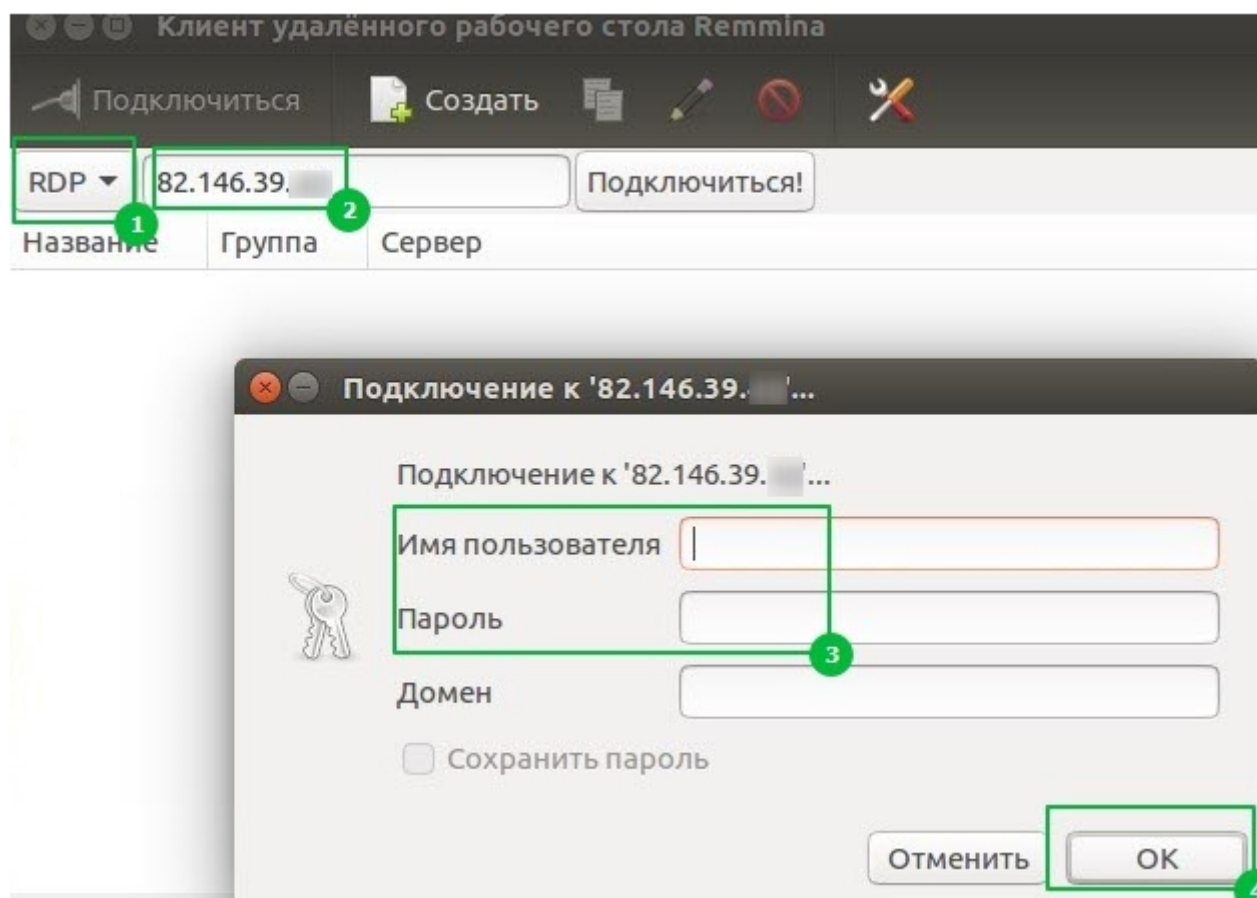 Клиент удалённого рабочего стола Remmina
Подключиться Создать
RDP 82.146.39. Подключиться!
1 2
Название Группа Сервер
Подключение к '82.146.39. '...
Подключение к '82.146.39. '...
Имя пользователя
Пароль
3
Домен
Сохранить пароль
Отменить OK
4